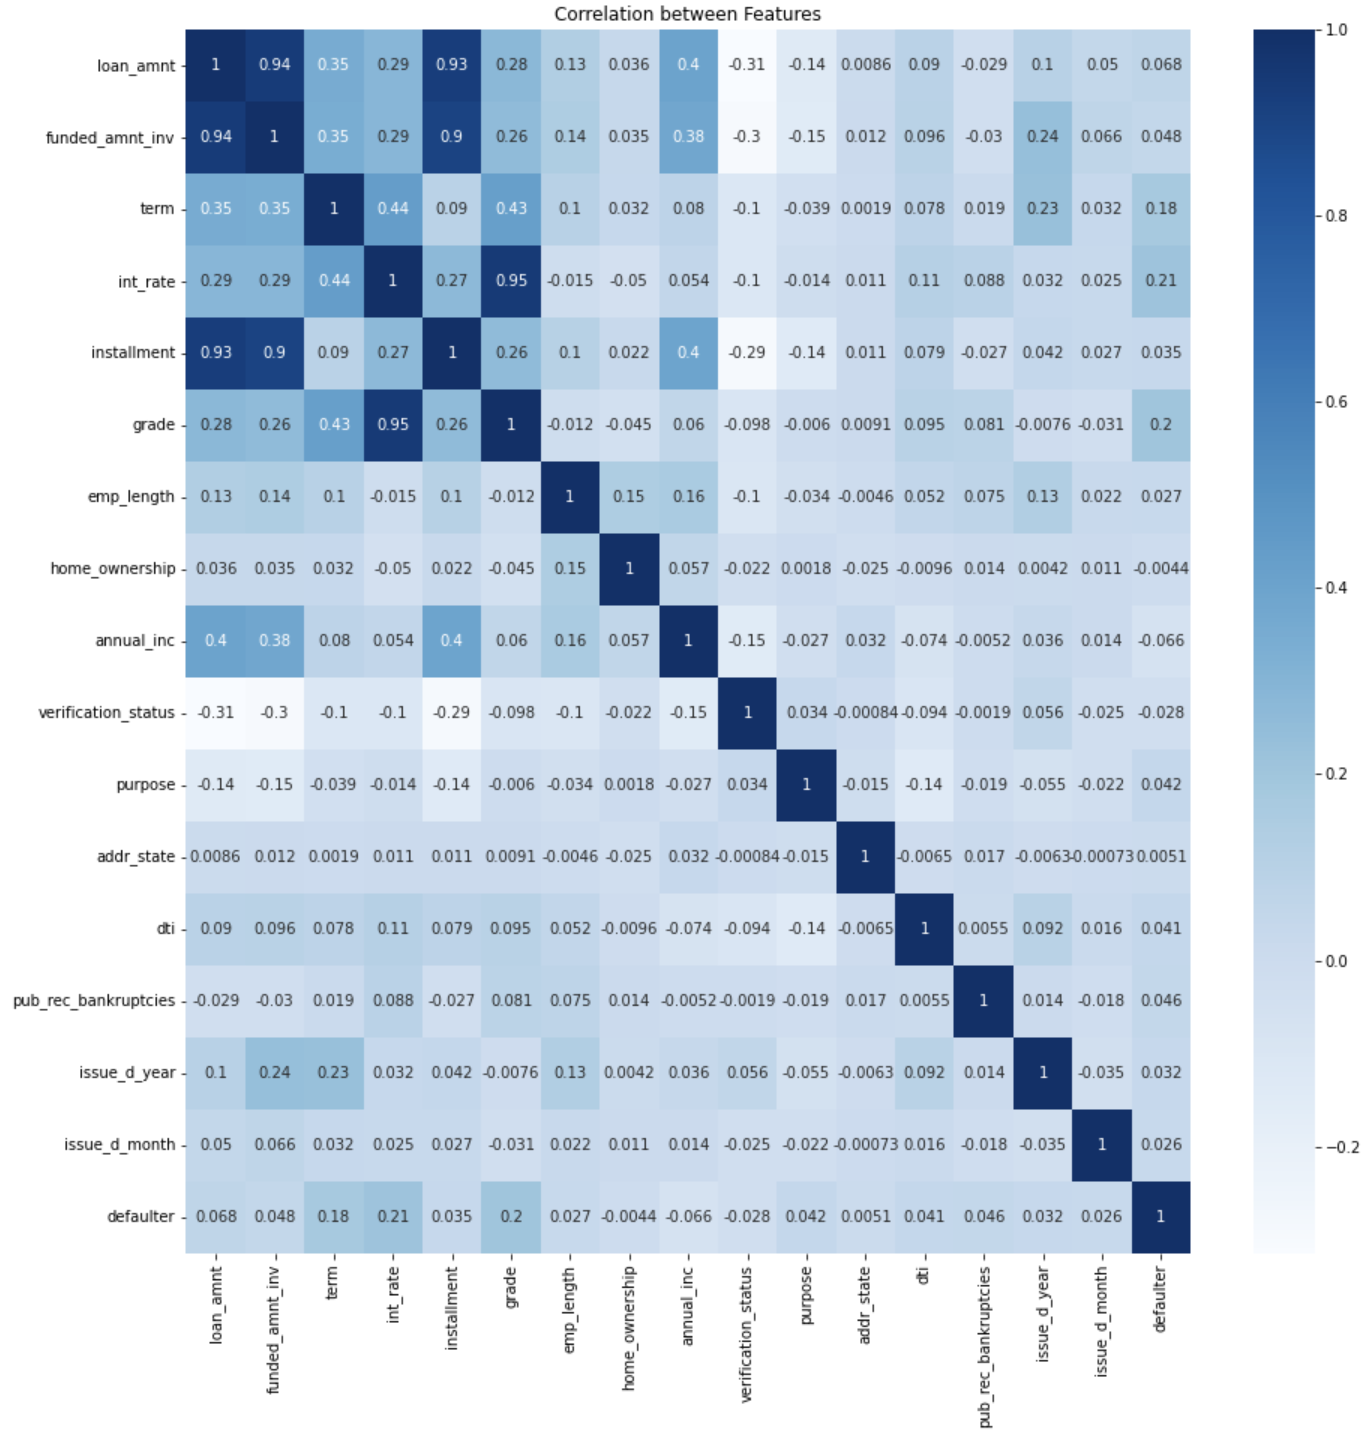 Correlation between Features
loan_amnt 1 0.94 0.35 0.29 0.93 0.28 0.13 0.036 0.4 -0.31 -0.14 0.0086 0.09 -0.029 0.1 0.05 0.068
funded_amnt_inv 0.94 1 0.35 0.29 0.9 0.26 0.14 0.035 0.38 -0.3 -0.15 0.012 0.096 -0.03 0.24 0.066 0.048
term 0.35 0.35 1 0.44 0.09 0.43 0.1 0.032 0.08 -0.1 -0.039 0.0019 0.078 0.019 0.23 0.032 0.18
int_rate 0.29 0.29 0.44 1 0.27 0.95 -0.015 -0.05 0.054 -0.1 -0.014 0.011 0.11 0.088 0.032 0.025 0.21
installment 0.93 0.9 0.09 0.27 1 0.26 0.1 0.022 0.4 -0.29 -0.14 0.011 0.079 -0.027 0.042 0.027 0.035
grade 0.28 0.26 0.43 0.95 0.26 1 -0.012 -0.045 0.06 -0.098 -0.006 0.0091 0.095 0.081 -0.0076 -0.031 0.2
emp_length 0.13 0.14 0.1 -0.015 0.1 -0.012 1 0.15 0.16 -0.1 -0.034 -0.0046 0.052 0.075 0.13 0.022 0.027
home_ownership 0.036 0.035 0.032 -0.05 0.022 -0.045 0.15 1 0.057 -0.022 0.0018 -0.025 -0.0096 0.014 0.0042 0.011 -0.0044
annual_inc 0.4 0.38 0.08 0.054 0.4 0.06 0.16 0.057 1 -0.15 -0.027 0.032 -0.074 -0.0052 0.036 0.014 -0.066
verification_status -0.31 -0.3 -0.1 -0.1 -0.29 -0.098 -0.1 -0.022 -0.15 1 0.034 -0.00084 -0.094 -0.0019 0.056 -0.025 -0.028
purpose -0.14 -0.15 -0.039 -0.014 -0.14 -0.006 -0.034 0.0018 -0.027 0.034 1 -0.015 -0.14 -0.019 -0.055 -0.022 0.042
addr_state 0.0086 0.012 0.0019 0.011 0.011 0.0091 -0.0046 -0.025 0.032 -0.00084 -0.015 1 -0.0065 0.017 -0.0063 -0.00073 0.0051
dti 0.09 0.096 0.078 0.11 0.079 0.095 0.052 -0.0096 -0.074 -0.094 -0.14 -0.0065 1 0.0055 0.092 0.016 0.041
pub_rec_bankruptcies -0.029 -0.03 0.019 0.088 -0.027 0.081 0.075 0.014 -0.0052 -0.0019 -0.019 0.017 0.0055 1 0.014 -0.018 0.046
issue_d_year 0.1 0.24 0.23 0.032 0.042 -0.0076 0.13 0.0042 0.036 0.056 -0.055 -0.0063 0.092 0.014 1 -0.035 0.032
issue_d_month 0.05 0.066 0.032 0.025 0.027 -0.031 0.022 0.011 0.014 -0.025 -0.022 -0.00073 0.016 -0.018 -0.035 1 0.026
defaulter 0.068 0.048 0.18 0.21 0.035 0.2 0.027 -0.0044 -0.066 -0.028 0.042 0.0051 0.041 0.046 0.032 0.026 1
loan_amnt
funded_amnt_inv
term
int_rate
installment
grade
emp_length
home_ownership
annual_inc
verification_status
purpose
addr_state
dti
pub_rec_bankruptcies
issue_d_year
issue_d_month
defaulter
1.0
0.8
0.6
0.4
0.2
0.0
−0.2